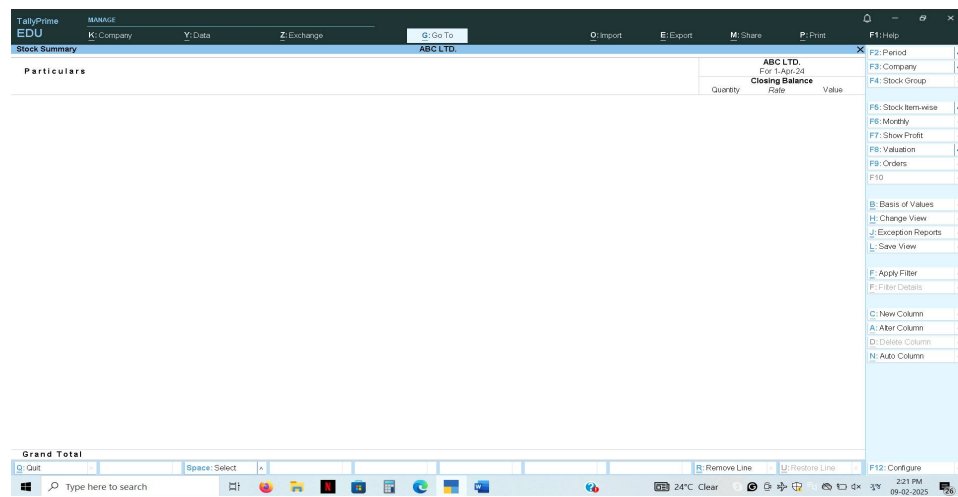 TallyPrime
EDU
MANAGE
K: Company
Y: Data
Z: Exchange
G: Go To
O: Import
E: Export
M: Share
P: Print
F1: Help
Stock Summary
ABC LTD.
Particulars
ABC LTD.
For 1-Apr-24
Closing Balance
Quantity Rate Value
F2: Period
F3: Company
F4: Stock Group
F5: Stock Item-wise
F6: Monthly
F7: Show Profit
F8: Valuation
F9: Orders
F10
B: Basis of Values
H: Change View
J: Exception Reports
L: Save View
F: Apply Filter
F: Filter Details
C: New Column
A: Alter Column
D: Delete Column
N: Auto Column
Grand Total
Q: Quit
Space: Select
R: Remove Line
U: Restore Line
F12: Configure
Type here to search
24°C Clear
2:21 PM
09-02-2025
26